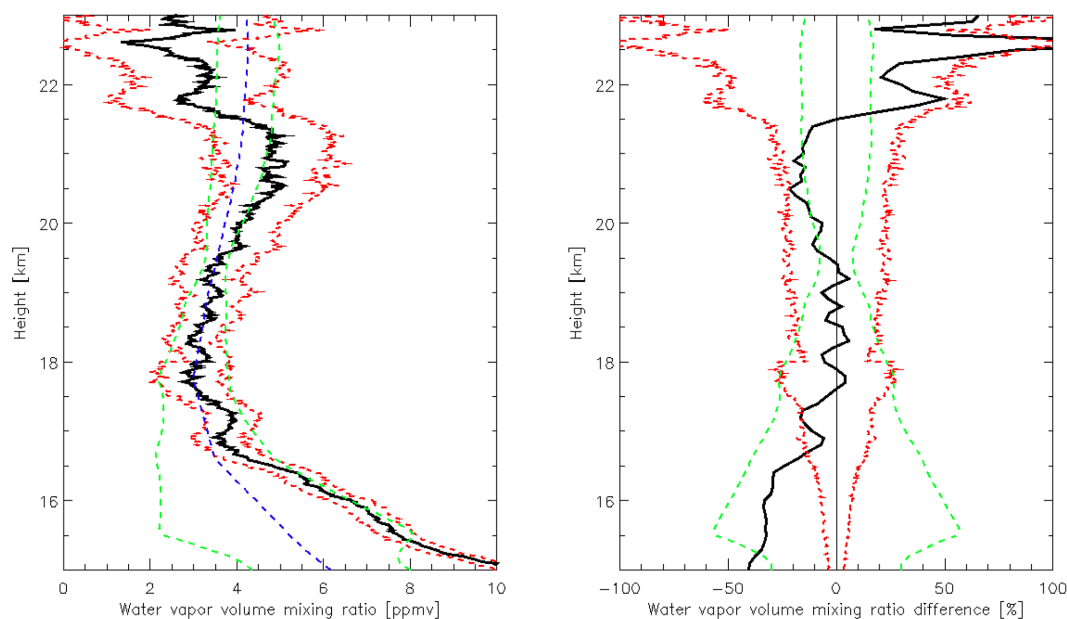 22
20
18
16
Height [km]
0 2 4 6 8 10
Water vapor volume mixing ratio [ppmv]
22
20
18
16
Height [km]
−100 −50 0 50 100
Water vapor volume mixing ratio difference [%]